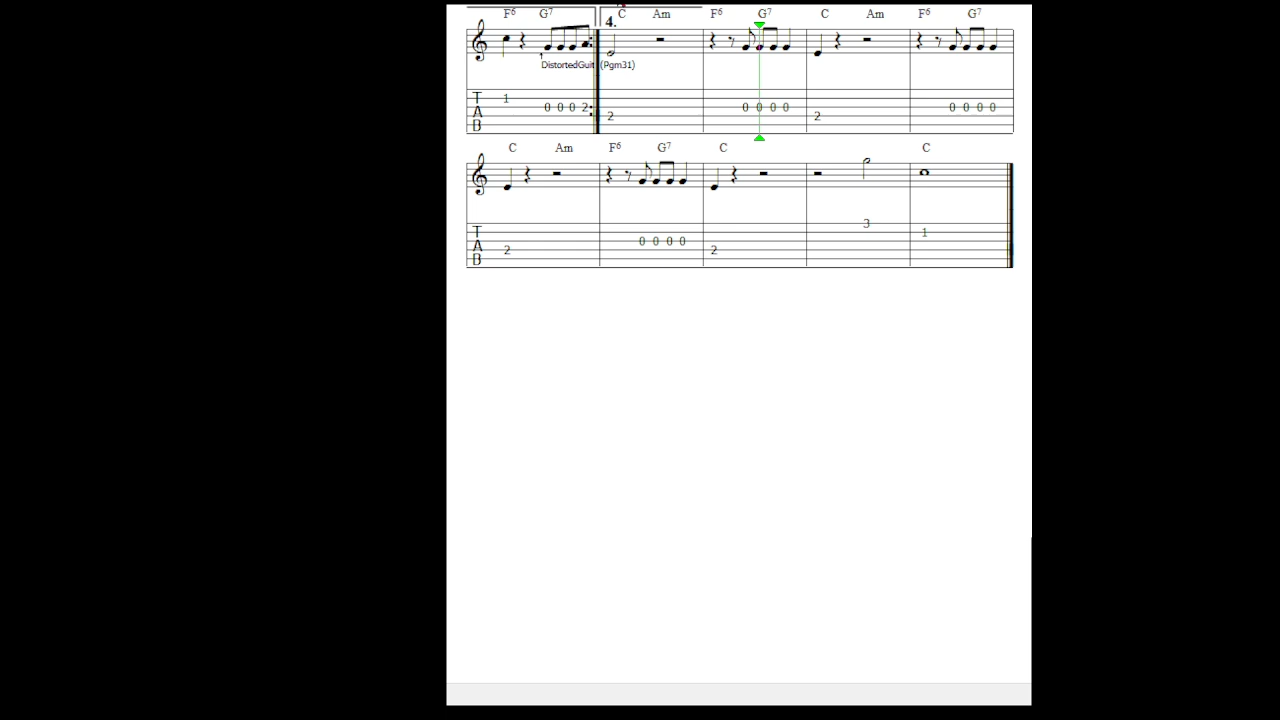 F6 G7 C Am F6 G7 C Am F6 G7
4.
DistortedGuit (Pgm31)
T A B 1 0 0 0 2 2 0 0 0 0 2 0 0 0 0
C Am F6 G7 C C
T A B 2 0 0 0 0 2 3 1